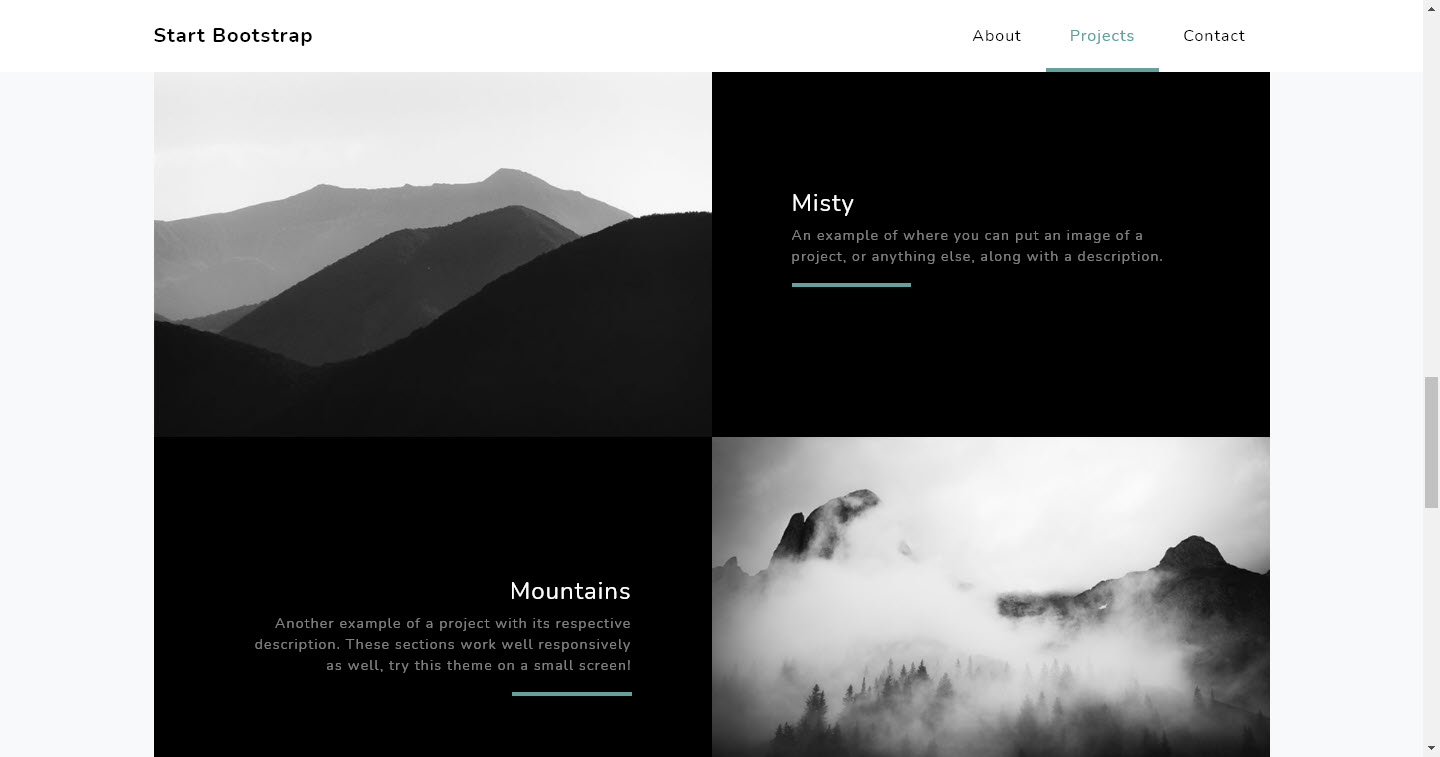 Start Bootstrap
About
Projects
Contact
Misty
An example of where you can put an image of a
project, or anything else, along with a description.
Mountains
Another example of a project with its respective
description. These sections work well responsively
as well, try this theme on a small screen!